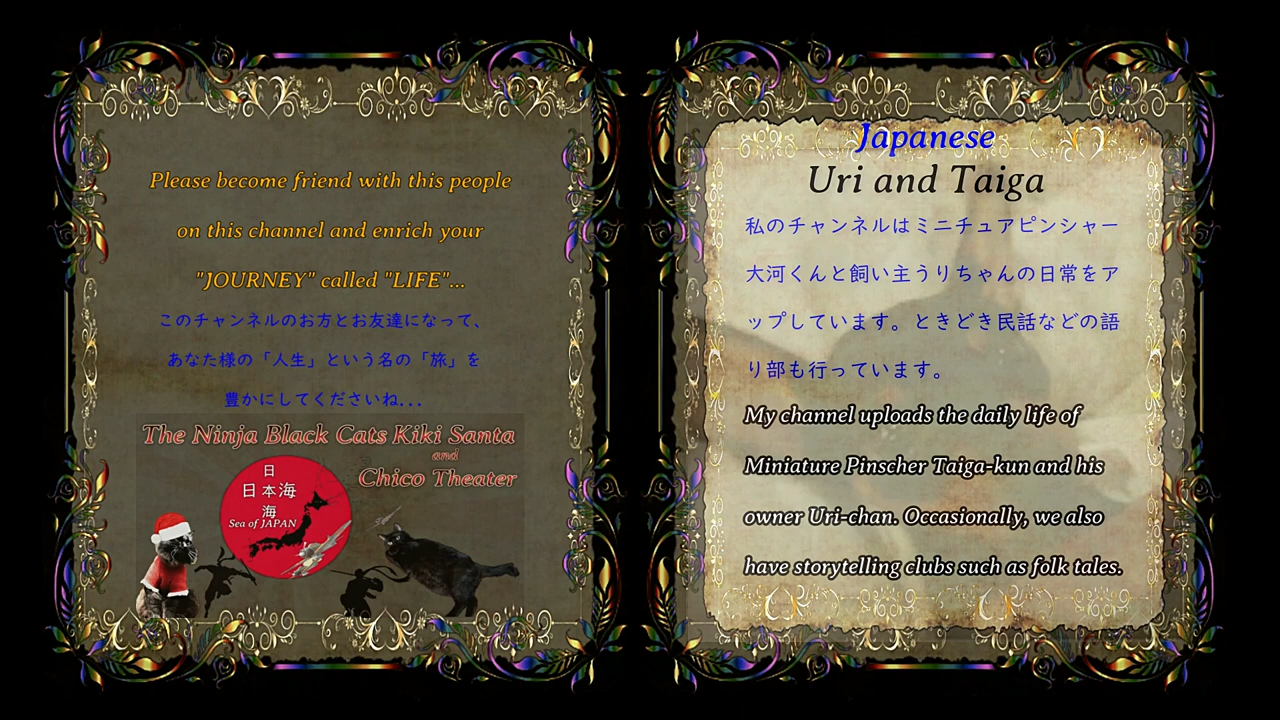 Please become friend with this people
on this channel and enrich your
"JOURNEY" called "LIFE"...
このチャンネルのお方とお友達になって、
あなた様の「人生」という名の「旅」を
豊かにしてくださいね...
The Ninja Black Cats Kiki Santa
and
Chico Theater
日
日本海
海
Sea of JAPAN
Japanese
Uri and Taiga
私のチャンネルはミニチュアピンシャー
大河くんと飼い主うりちゃんの日常をア
ップしています。ときどき民話などの語
り部も行っています。
My channel uploads the daily life of
Miniature Pinscher Taiga-kun and his
owner Uri-chan. Occasionally, we also
have storytelling clubs such as folk tales.